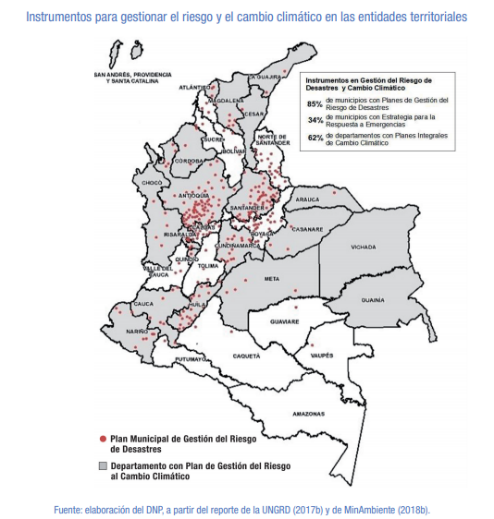 Instrumentos para gestionar el riesgo y el cambio climático en las entidades territoriales
SAN ANDRÉS, PROVIDENCIA
Y SANTA CATALINA
LA GUAJIRA
ATLÁNTICO
MAGDALENA
CESAR
Instrumentos en Gestión del Riesgo de
Desastres y Cambio Climático
85% de municipios con Planes de Gestión del
Riesgo de Desastres
34% de municipios con Estrategia para la
Respuesta a Emergencias
62% de departamentos con Planes Integrales
de Cambio Climático
SUCRE
BOLÍVAR
NORTE DE
SANTANDER
CÓRDOBA
CHOCÓ
ANTIOQUIA
SANTANDER
ARAUCA
CALDAS
BOYACÁ
CASANARE
RISARALDA
CUNDINAMARCA
VICHADA
QUINDÍO
TOLIMA
VALLE DEL
CAUCA
META
GUAINÍA
CAUCA
HUILA
GUAVIARE
NARIÑO
PUTUMAYO
CAQUETÁ
VAUPÉS
AMAZONAS
Plan Municipal de Gestión del Riesgo
de Desastres
Departamento con Plan de Gestión del Riesgo
al Cambio Climático
Fuente: elaboración del DNP, a partir del reporte de la UNGRD (2017b) y de MinAmbiente (2018b).